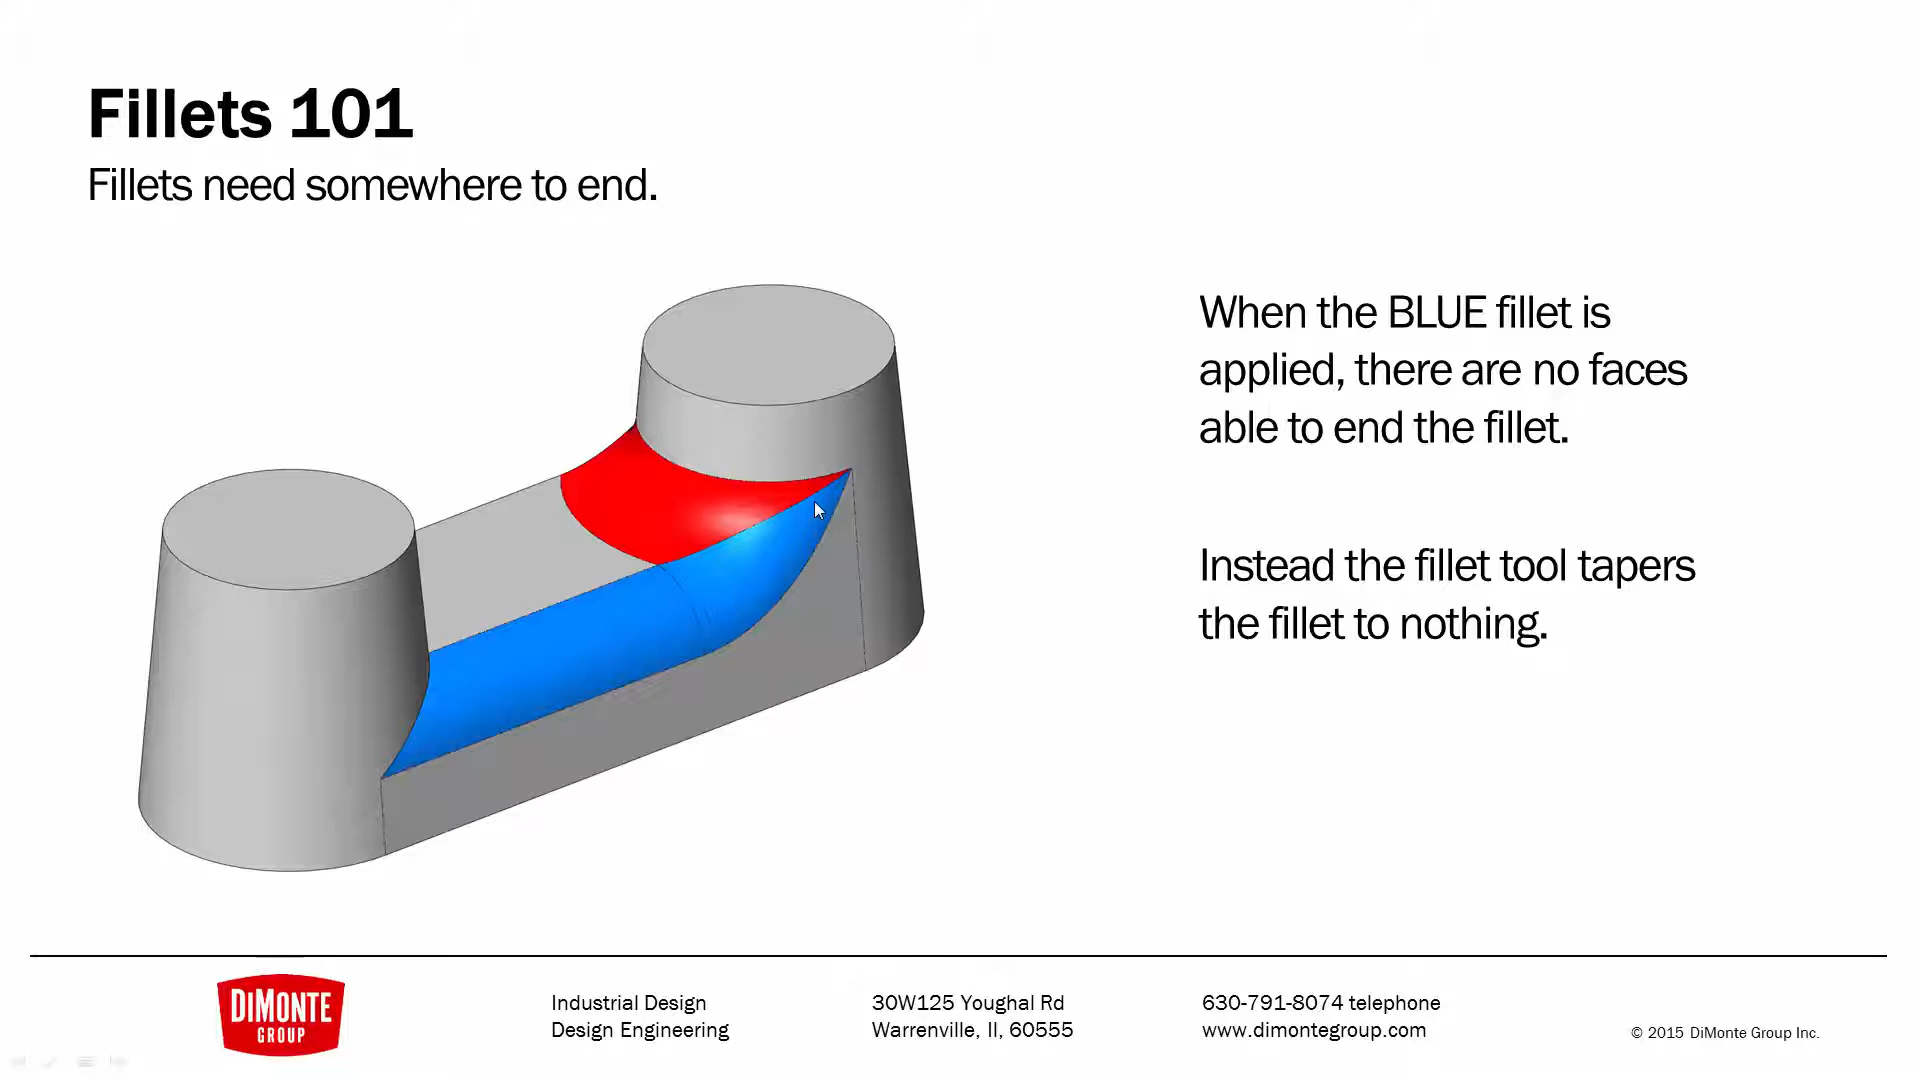 Fillets 101
Fillets need somewhere to end.
When the BLUE fillet is
applied, there are no faces
able to end the fillet.
Instead the fillet tool tapers
the fillet to nothing.
DIMONTE
GROUP
Industrial Design
Design Engineering
30W125 Youghal Rd
Warrenville, Il, 60555
630-791-8074 telephone
www.dimontegroup.com
© 2015 DiMonte Group Inc.